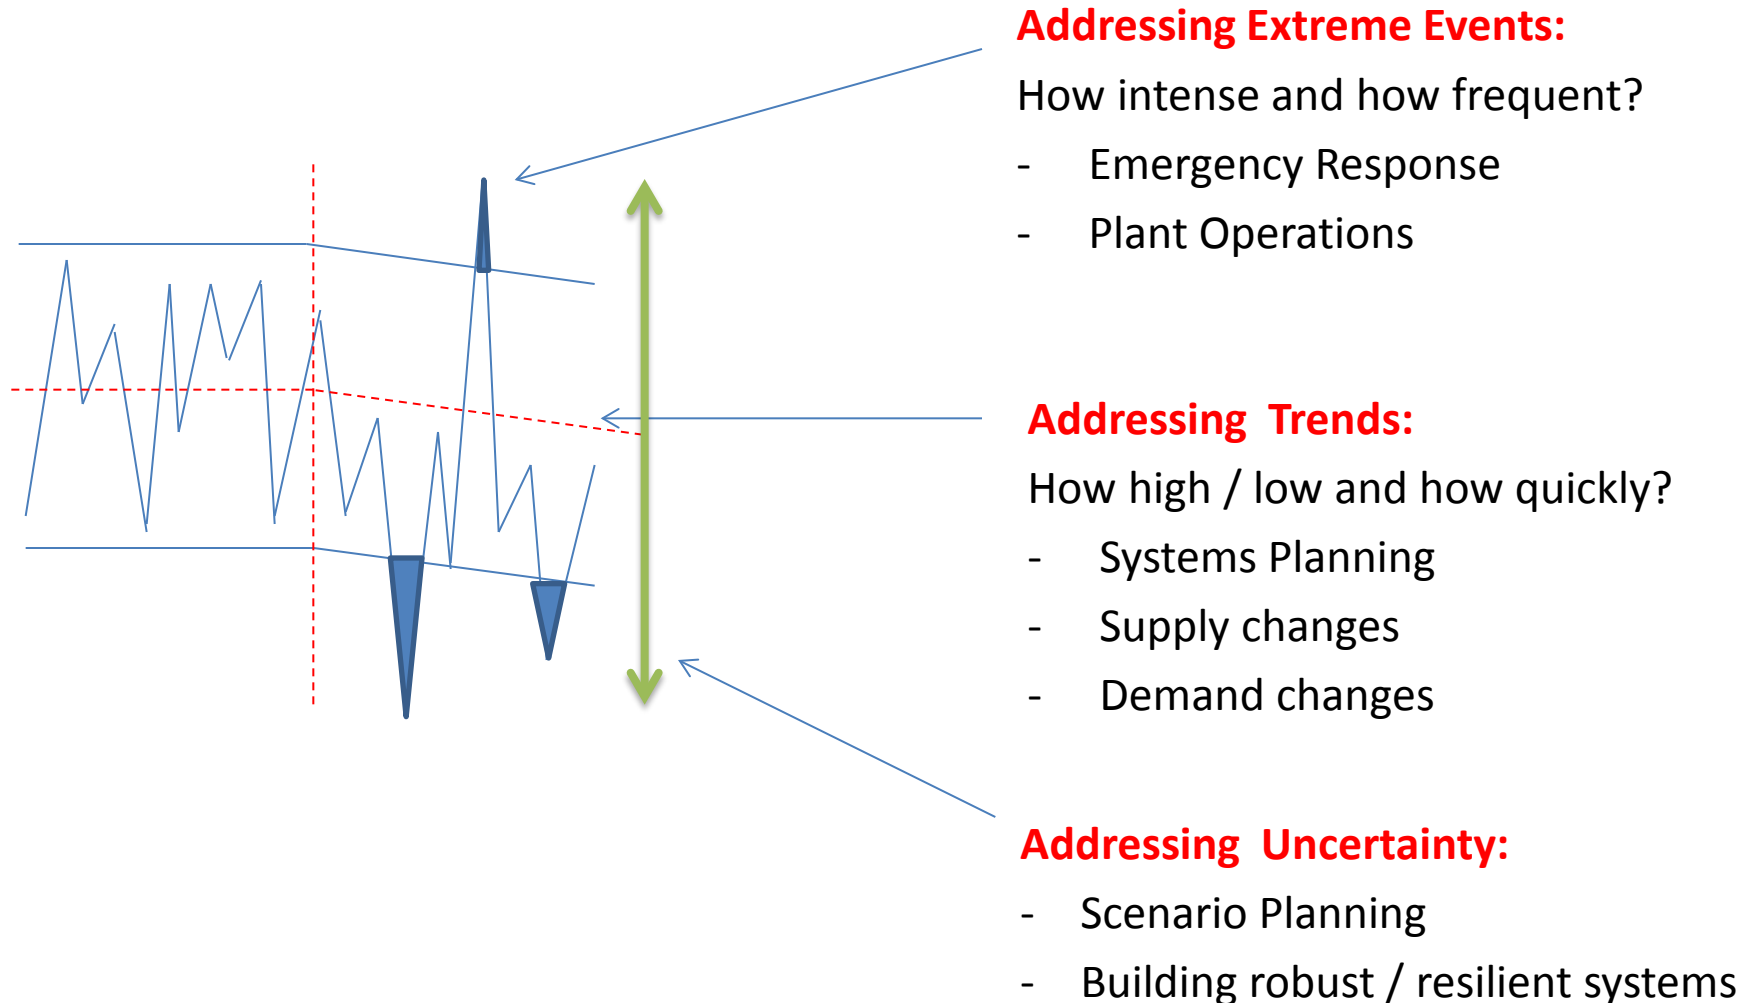 Addressing Extreme Events:
How intense and how frequent?
- Emergency Response
- Plant Operations
Addressing Trends:
How high / low and how quickly?
- Systems Planning
- Supply changes
- Demand changes
Addressing Uncertainty:
- Scenario Planning
- Building robust / resilient systems